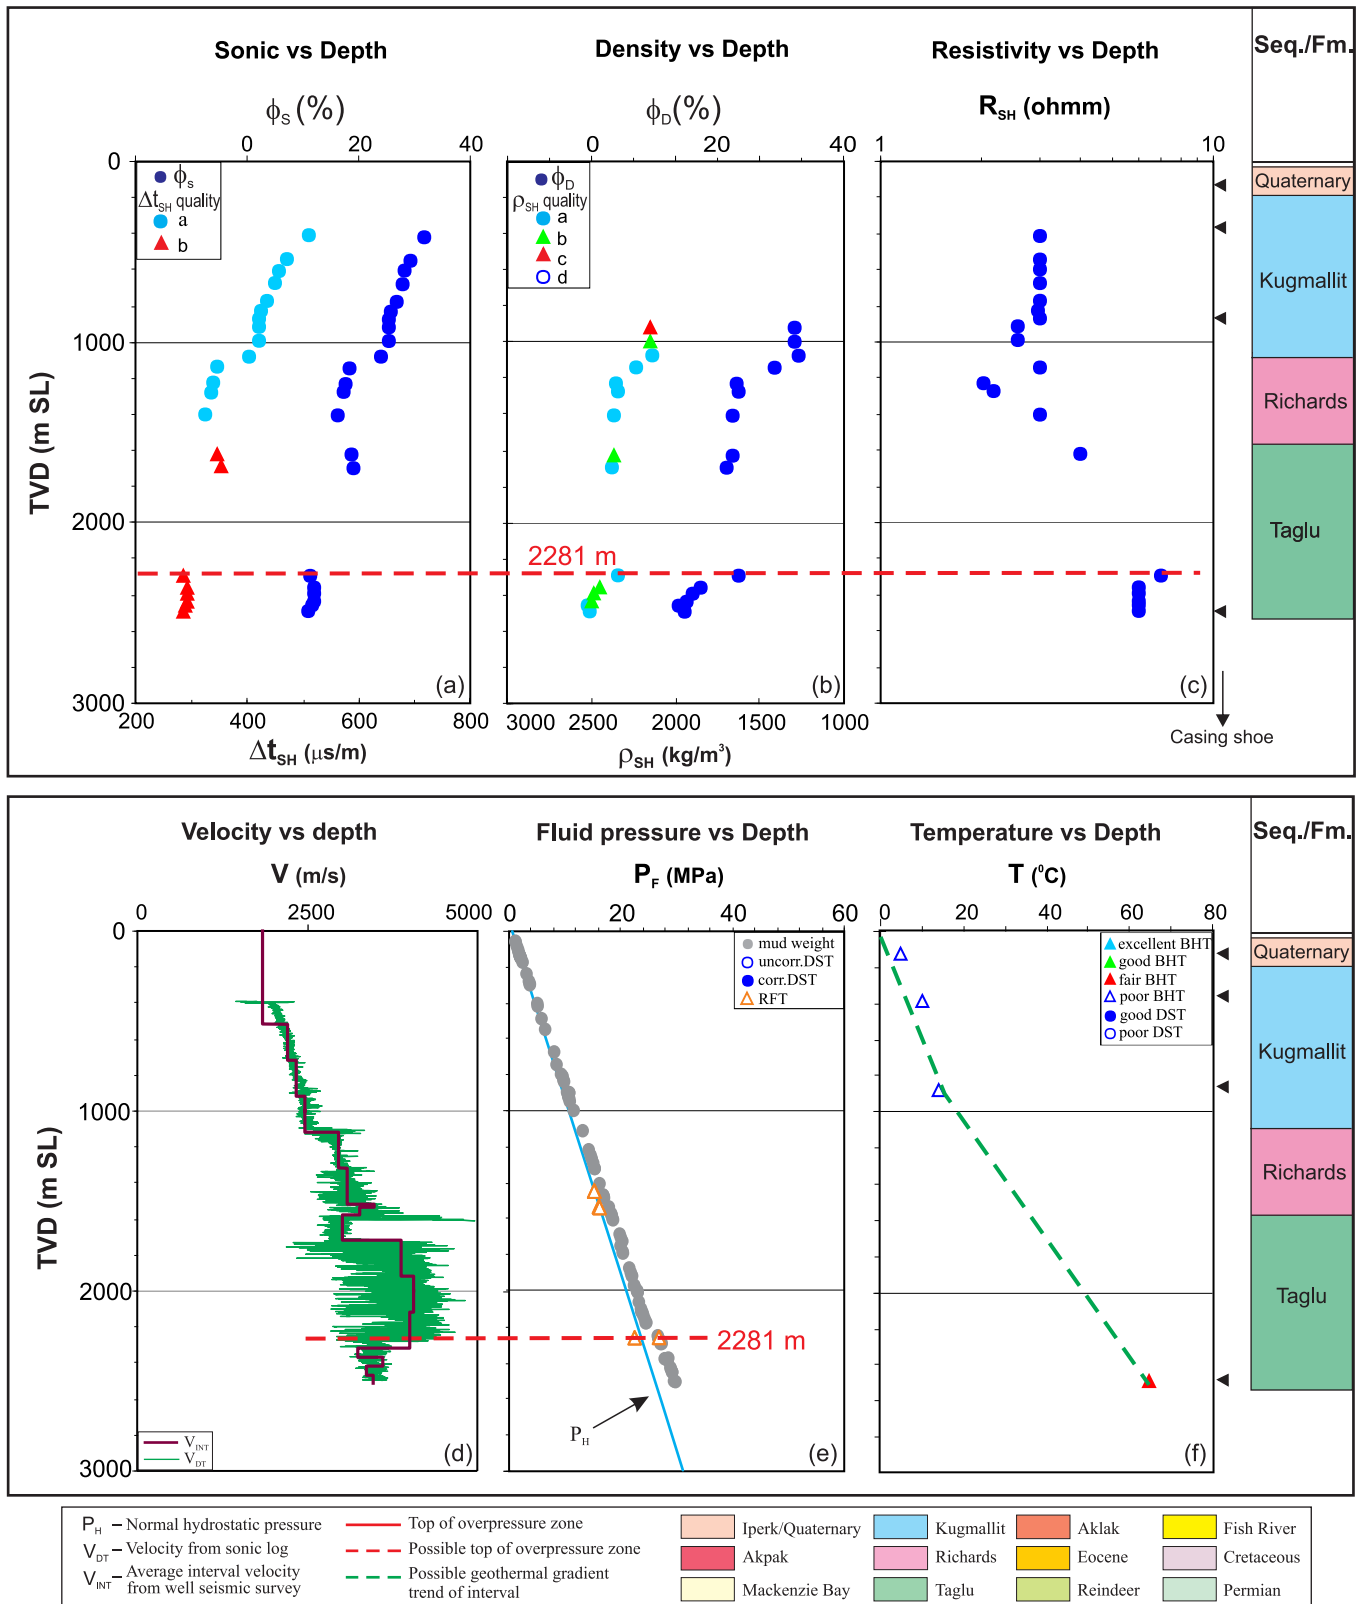 Sonic vs Depth
Density vs Depth
Resistivity vs Depth
Seq./Fm.
ϕS (%)
ϕD (%)
RSH (ohmm)
0 20 40
0 20 40
1 10
TVD (m SL)
0
1000
2000
3000
ϕS
ΔtSH quality
a
b
ϕD
ρSH quality
a
b
c
d
2281 m
(a)
(b)
(c)
200 400 600 800
3000 2000 1500 1000
ΔtSH (μs/m)
ρSH (kg/m³)
Casing shoe
Quaternary
Kugmallit
Richards
Taglu
Velocity vs depth
Fluid pressure vs Depth
Temperature vs Depth
Seq./Fm.
V (m/s)
PF (MPa)
T (⁰C)
0 2500 5000
0 20 40 60
0 20 40 60 80
TVD (m SL)
0
1000
2000
3000
mud weight
uncorr.DST
corr.DST
RFT
excellent BHT
good BHT
fair BHT
poor BHT
good DST
poor DST
2281 m
PH
VINT
VDT
(d)
(e)
(f)
Quaternary
Kugmallit
Richards
Taglu
PH – Normal hydrostatic pressure
VDT – Velocity from sonic log
VINT – Average interval velocity
from well seismic survey
Top of overpressure zone
Possible top of overpressure zone
Possible geothermal gradient
trend of interval
Iperk/Quaternary
Kugmallit
Aklak
Fish River
Akpak
Richards
Eocene
Cretaceous
Mackenzie Bay
Taglu
Reindeer
Permian